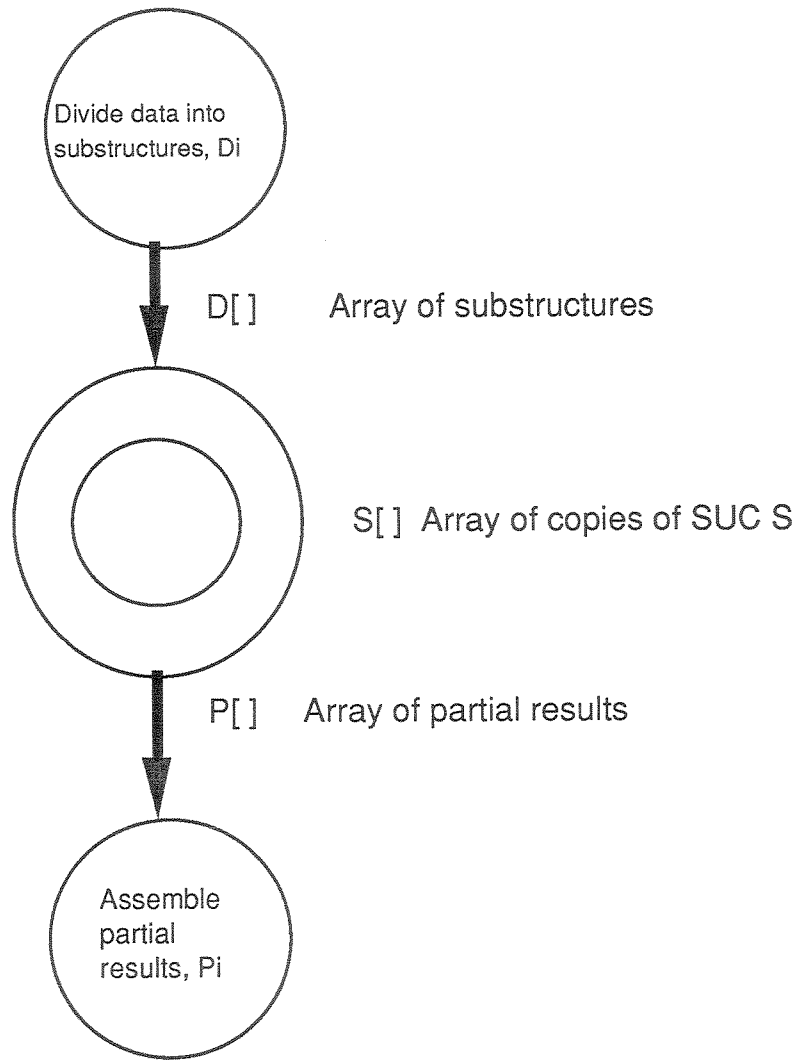 Divide data into
substructures, Di
D[ ] Array of substructures
S[ ] Array of copies of SUC S
P[ ] Array of partial results
Assemble
partial
results, Pi